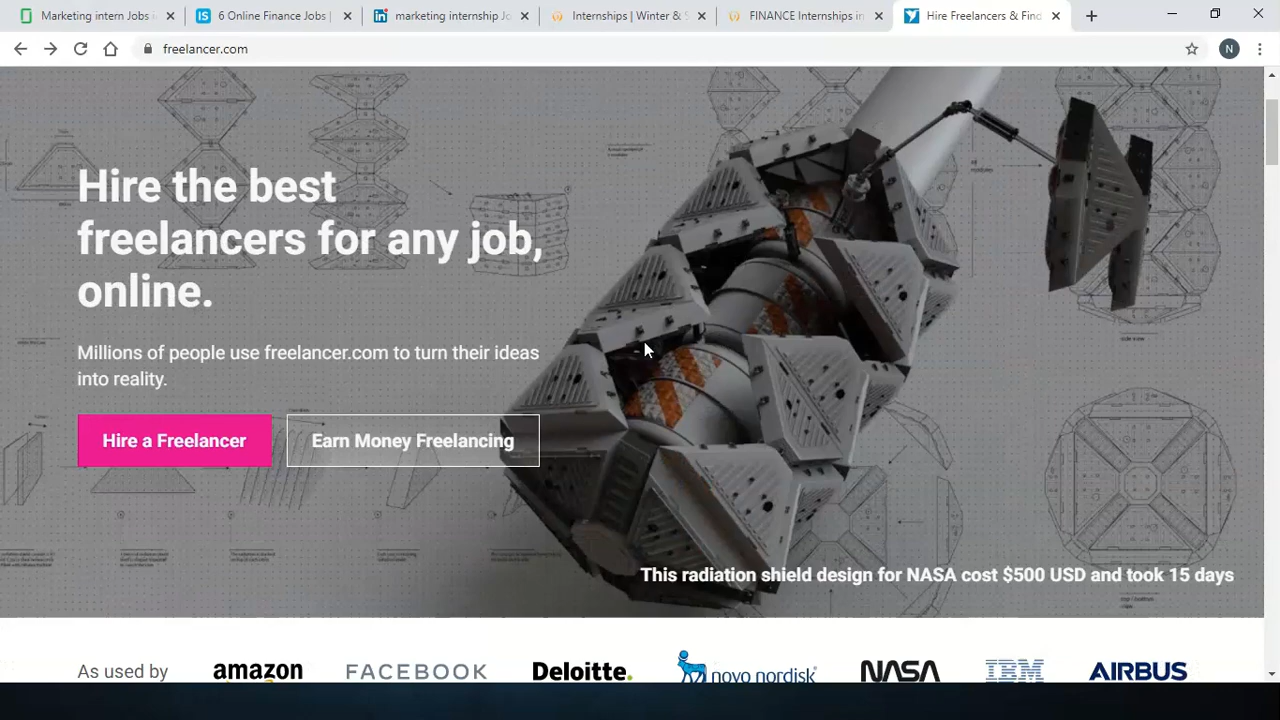 Marketing intern Jobs i
6 Online Finance Jobs |
marketing internship Jo
Internships | Winter & S
FINANCE Internships in
Hire Freelancers & Find
freelancer.com
N
Hire the best
freelancers for any job,
online.
Millions of people use freelancer.com to turn their ideas
into reality.
Hire a Freelancer
Earn Money Freelancing
This radiation shield design for NASA cost $500 USD and took 15 days
As used by
amazon
FACEBOOK
Deloitte.
novo nordisk
NASA
IBM
AIRBUS